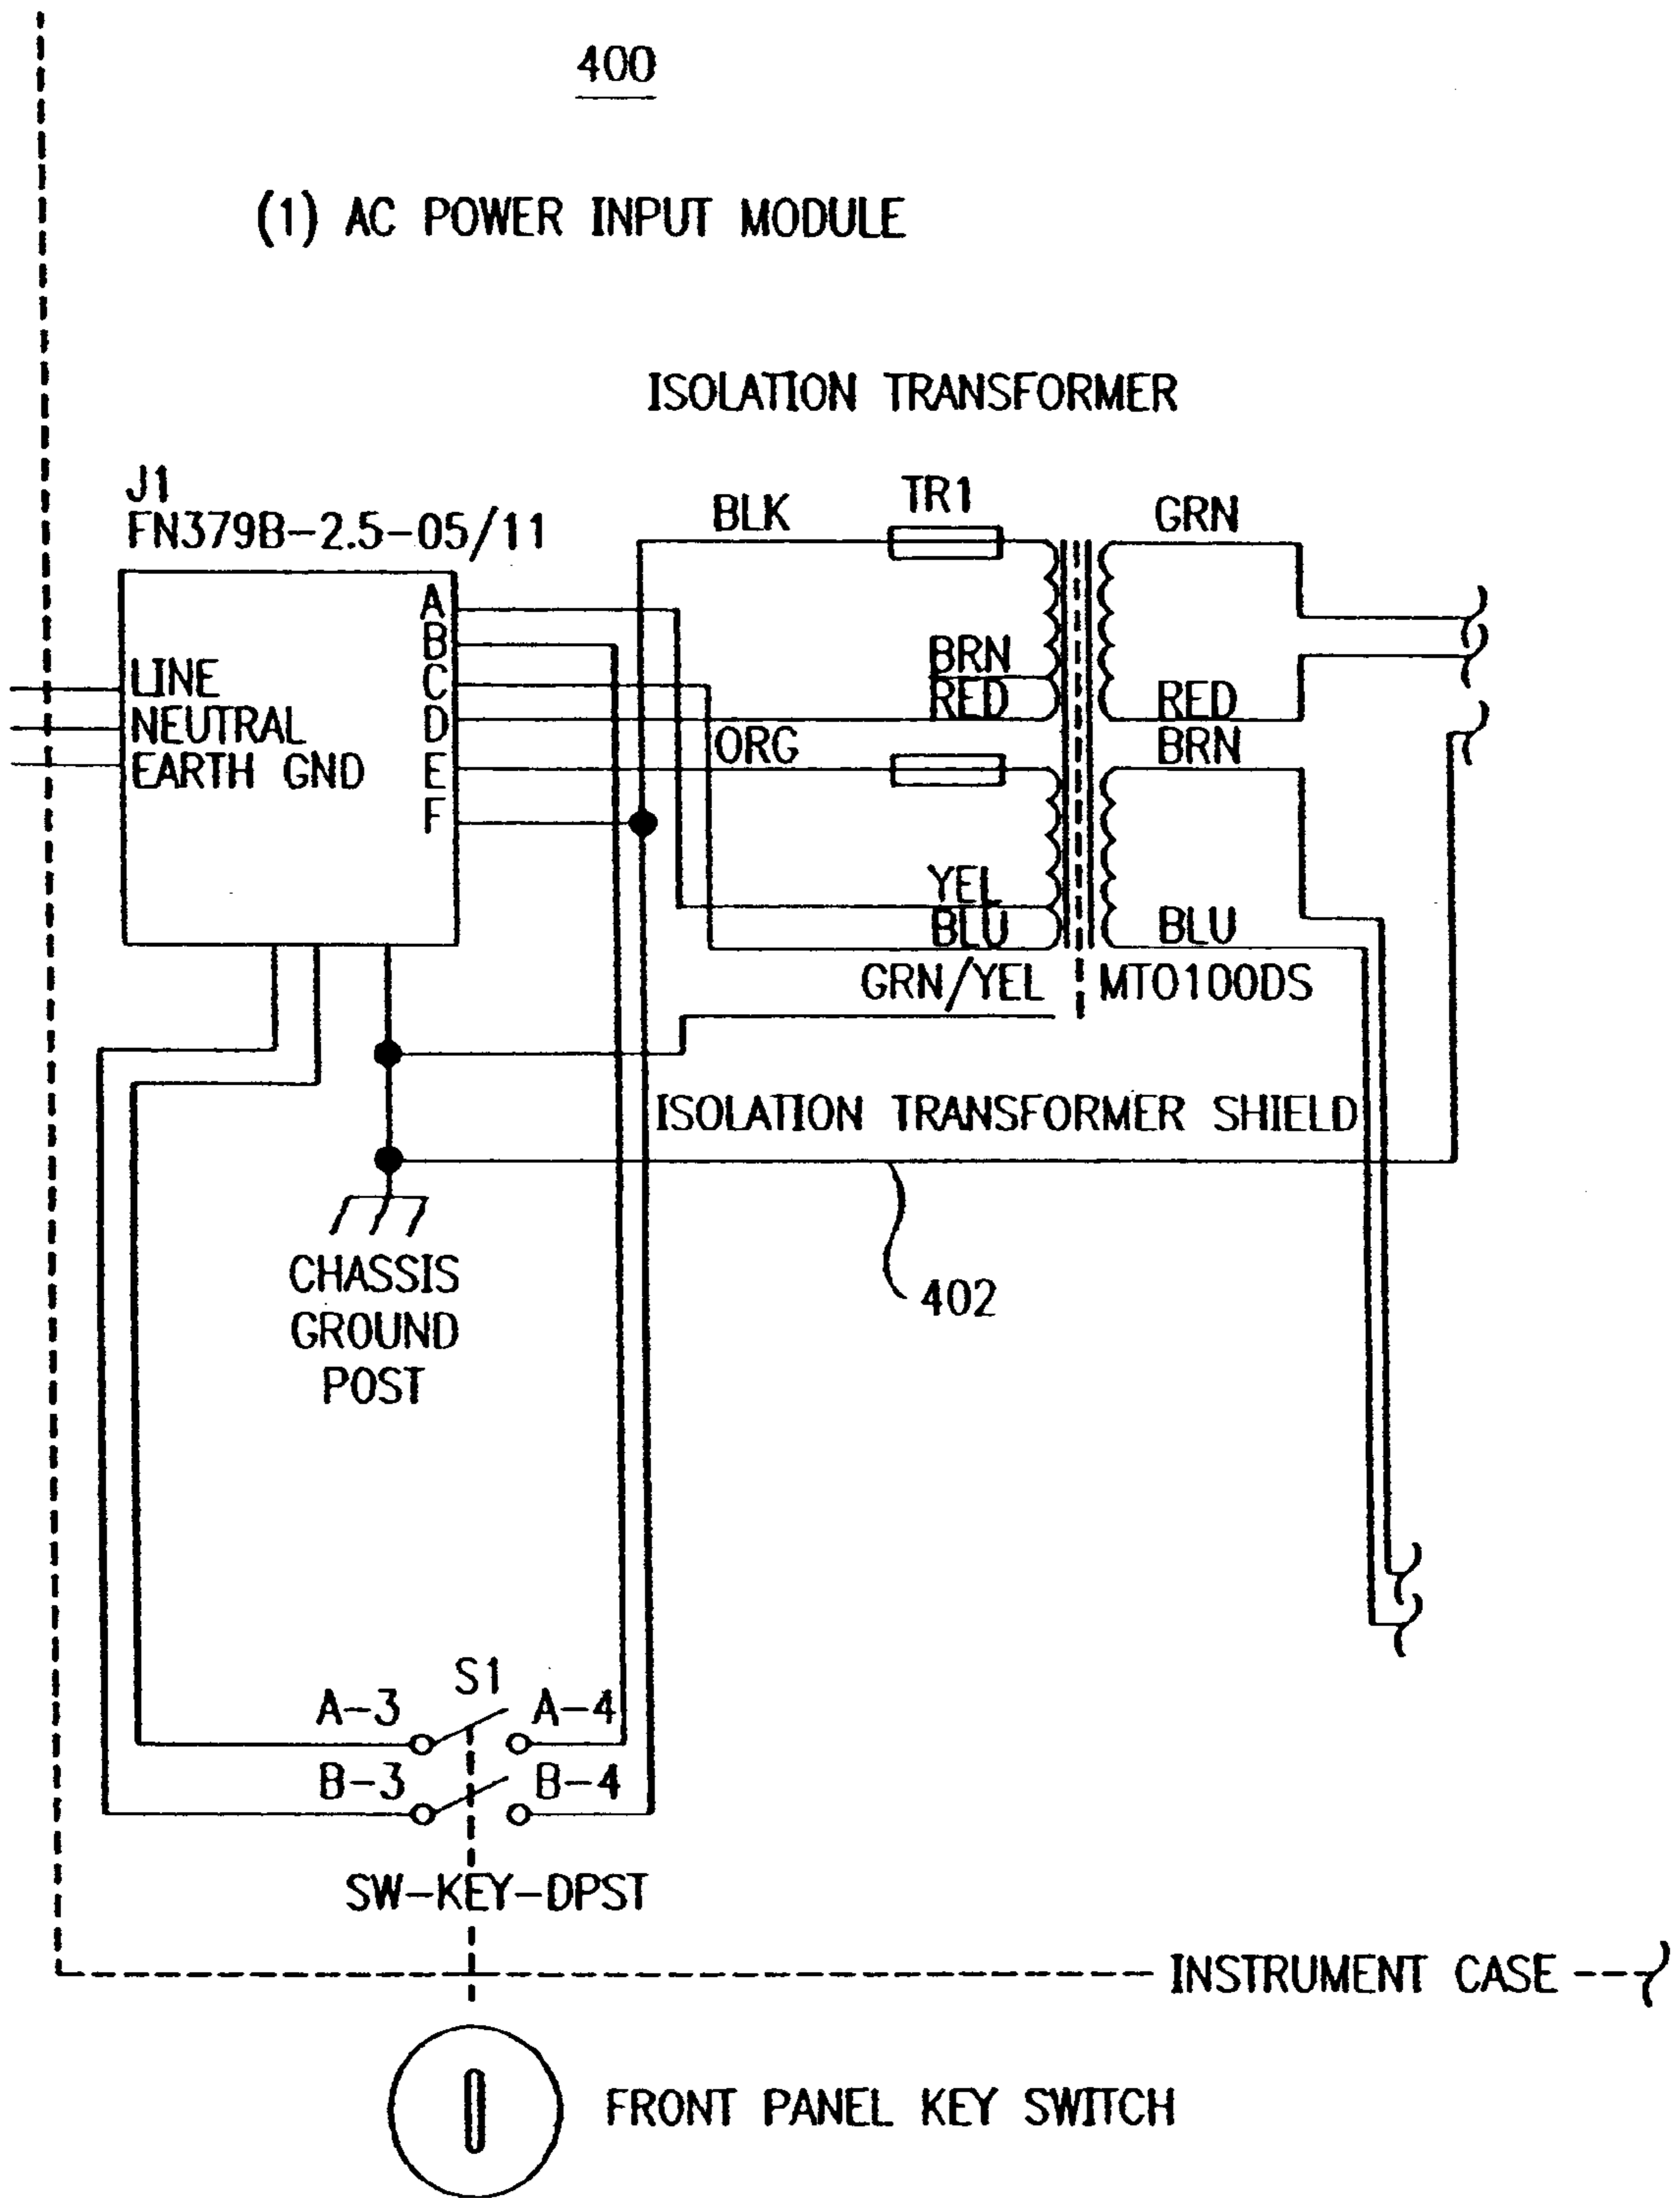 400
(1) AC POWER INPUT MODULE
ISOLATION TRANSFORMER
J1
FN379B-2.5-05/11
BLK
TR1
GRN
A
B
C
D
E
F
LINE
NEUTRAL
EARTH GND
BRN
RED
RED
ORG
BRN
YEL
BLU
BLU
GRN/YEL
MT0100DS
ISOLATION TRANSFORMER SHIELD
402
CHASSIS
GROUND
POST
S1
A-3
A-4
B-3
B-4
SW-KEY-DPST
INSTRUMENT CASE
FRONT PANEL KEY SWITCH